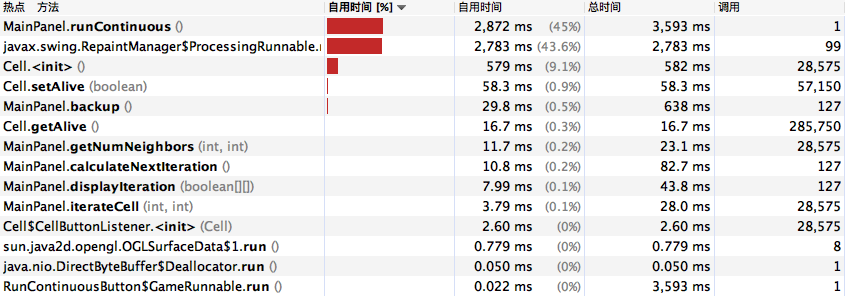 热点 方法 自用时间 [%] 自用时间 总时间 调用
MainPanel.runContinuous () 2,872 ms (45%) 3,593 ms 1
javax.swing.RepaintManager$ProcessingRunnable. 2,783 ms (43.6%) 2,783 ms 99
Cell.<init> () 579 ms (9.1%) 582 ms 28,575
Cell.setAlive (boolean) 58.3 ms (0.9%) 58.3 ms 57,150
MainPanel.backup () 29.8 ms (0.5%) 638 ms 127
Cell.getAlive () 16.7 ms (0.3%) 16.7 ms 285,750
MainPanel.getNumNeighbors (int, int) 11.7 ms (0.2%) 23.1 ms 28,575
MainPanel.calculateNextIteration () 10.8 ms (0.2%) 82.7 ms 127
MainPanel.displayIteration (boolean[][]) 7.99 ms (0.1%) 43.8 ms 127
MainPanel.iterateCell (int, int) 3.79 ms (0.1%) 28.0 ms 28,575
Cell$CellButtonListener.<init> (Cell) 2.60 ms (0%) 2.60 ms 28,575
sun.java2d.opengl.OGLSurfaceData$1.run () 0.779 ms (0%) 0.779 ms 8
java.nio.DirectByteBuffer$Deallocator.run () 0.050 ms (0%) 0.050 ms 1
RunContinuousButton$GameRunnable.run () 0.022 ms (0%) 3,593 ms 1